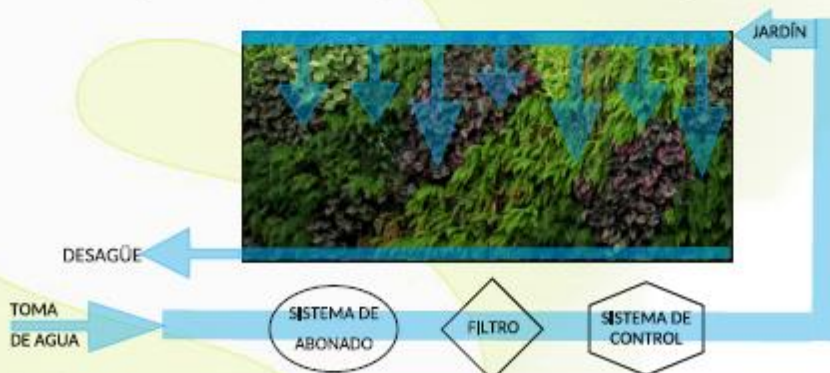 JARDÍN
DESAGÜE
TOMA
DE AGUA
SISTEMA DE
ABONADO
FILTRO
SISTEMA DE
CONTROL